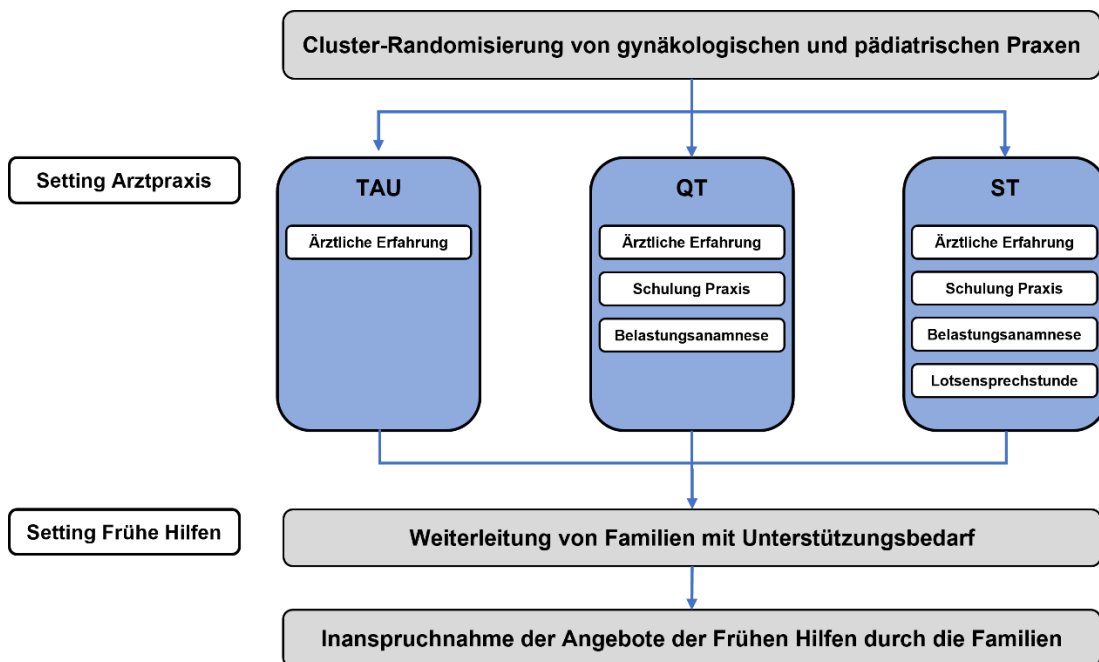 Cluster-Randomisierung von gynäkologischen und pädiatrischen Praxen
Setting Arztpraxis
TAU
Ärztliche Erfahrung
QT
Ärztliche Erfahrung
Schulung Praxis
Belastungsanamnese
ST
Ärztliche Erfahrung
Schulung Praxis
Belastungsanamnese
Lotsensprechstunde
Setting Frühe Hilfen
Weiterleitung von Familien mit Unterstützungsbedarf
Inanspruchnahme der Angebote der Frühen Hilfen durch die Familien